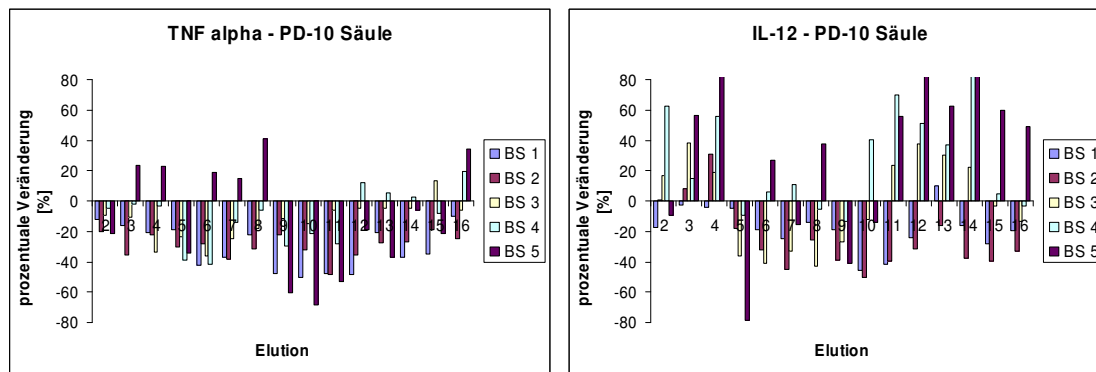 TNF alpha - PD-10 Säule
prozentuale Veränderung
[%]
80
60
40
20
0
-20
-40
-60
-80
2 3 4 5 6 7 8 9 10 11 12 13 14 15 16
Elution
BS 1
BS 2
BS 3
BS 4
BS 5
IL-12 - PD-10 Säule
prozentuale Veränderung
[%]
80
60
40
20
0
-20
-40
-60
-80
2 3 4 5 6 7 8 9 10 11 12 13 14 15 16
Elution
BS 1
BS 2
BS 3
BS 4
BS 5